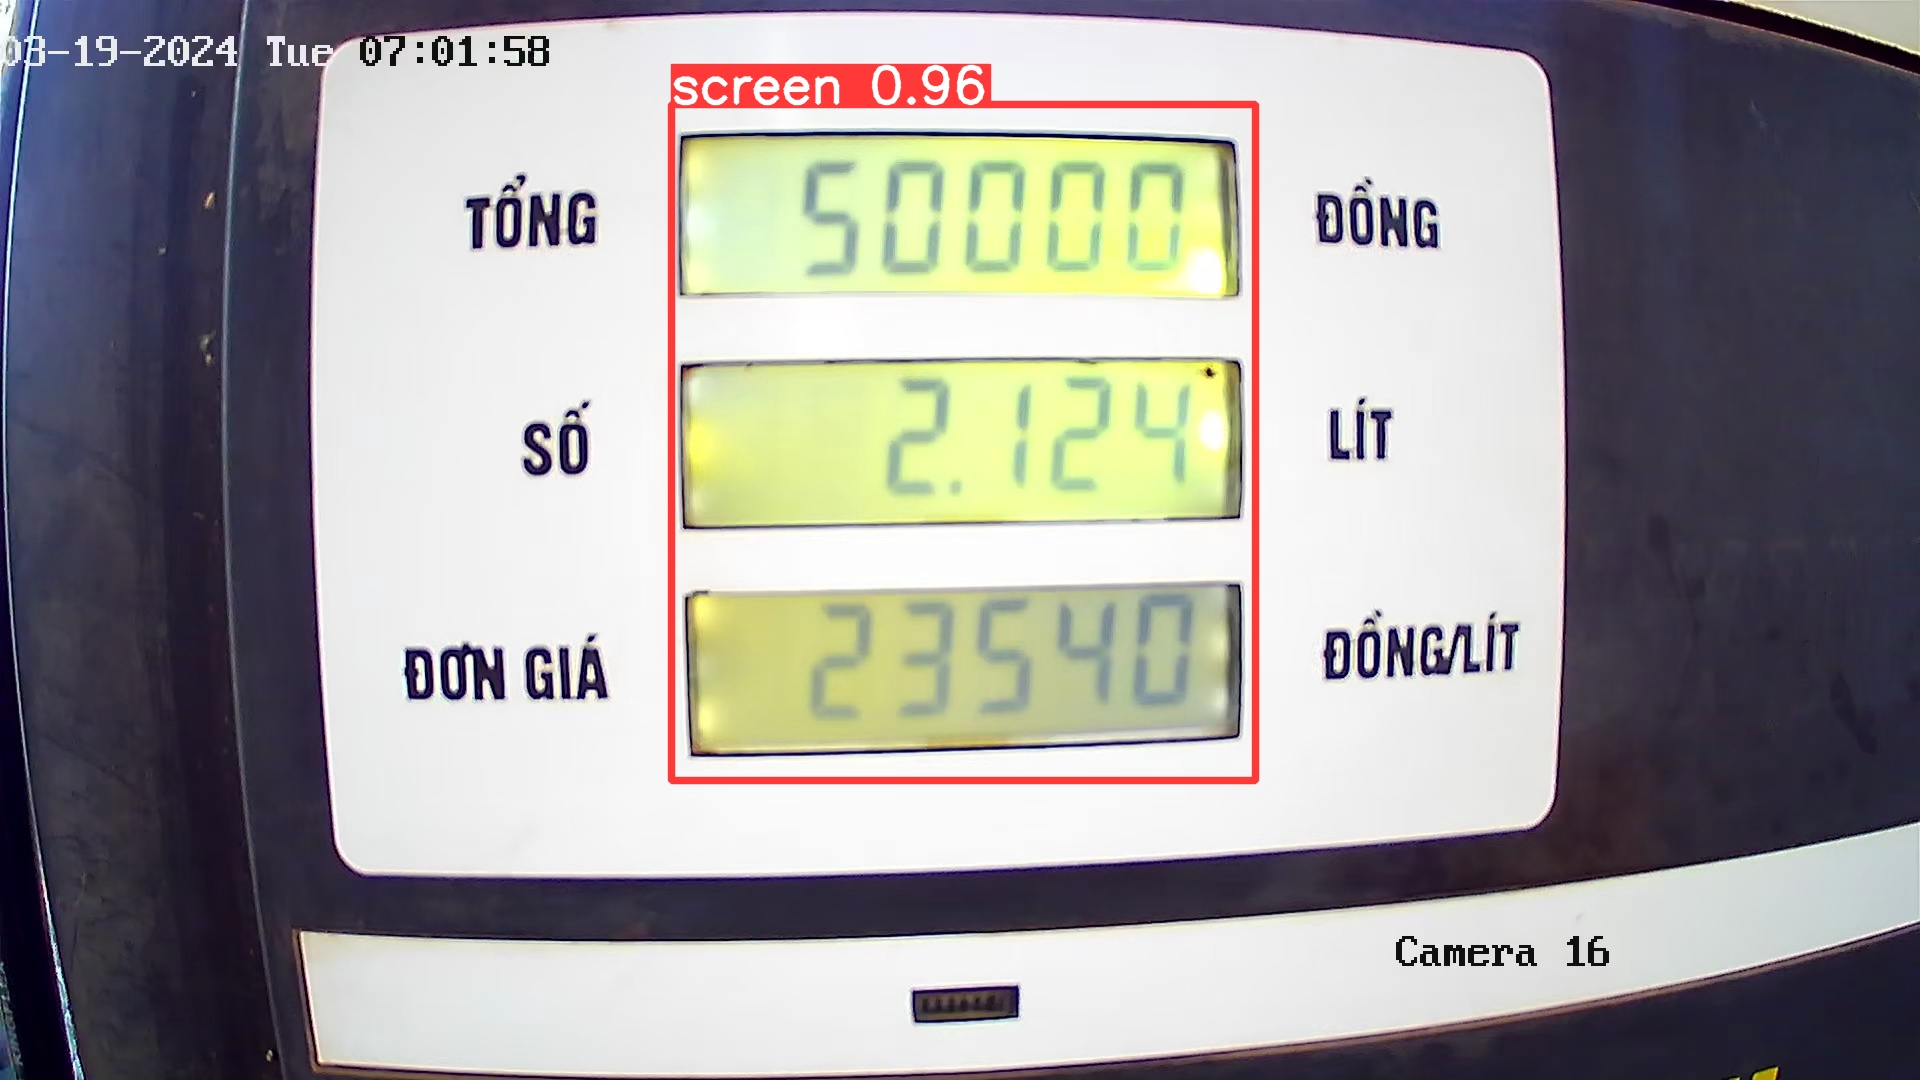 03-19-2024 Tue 07:01:58
screen 0.96
TỔNG 50000 ĐỒNG
SỐ 2.124 LÍT
ĐƠN GIÁ 23540 ĐỒNG/LÍT
Camera 16